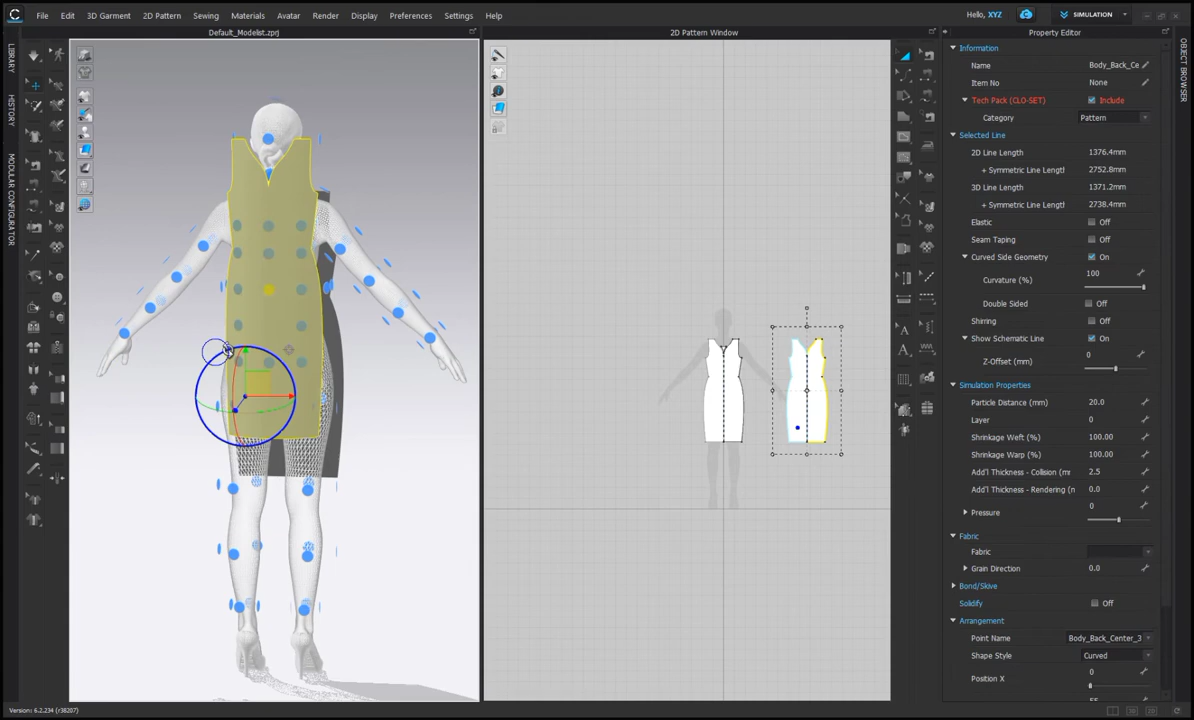 File Edit 3D Garment 2D Pattern Sewing Materials Avatar Render Display Preferences Settings Help
Hello, XYZ
SIMULATION
Default_Modelist.zprj
2D Pattern Window
Property Editor
LIBRARY
HISTORY
MODULAR CONFIGURATOR
OBJECT BROWSER
Information
Name Body_Back_Ce
Item No None
Tech Pack (CLO-SET) Include
Category Pattern
Selected Line
2D Line Length 1376.4mm
+ Symmetric Line Lengtl 2752.8mm
3D Line Length 1371.2mm
+ Symmetric Line Lengtl 2738.4mm
Elastic Off
Seam Taping Off
Curved Side Geometry On
Curvature (%) 100
Double Sided Off
Shirring Off
Show Schematic Line On
Z-Offset (mm) 0
Simulation Properties
Particle Distance (mm) 20.0
Layer 0
Shrinkage Weft (%) 100.00
Shrinkage Warp (%) 100.00
Add'l Thickness - Collision (mr 2.5
Add'l Thickness - Rendering (n 0.0
Pressure 0
Fabric
Fabric
Grain Direction 0.0
Bond/Skive
Solidify Off
Arrangement
Point Name Body_Back_Center_3
Shape Style Curved
Position X 0
Version: 6.2.234 (r38207)